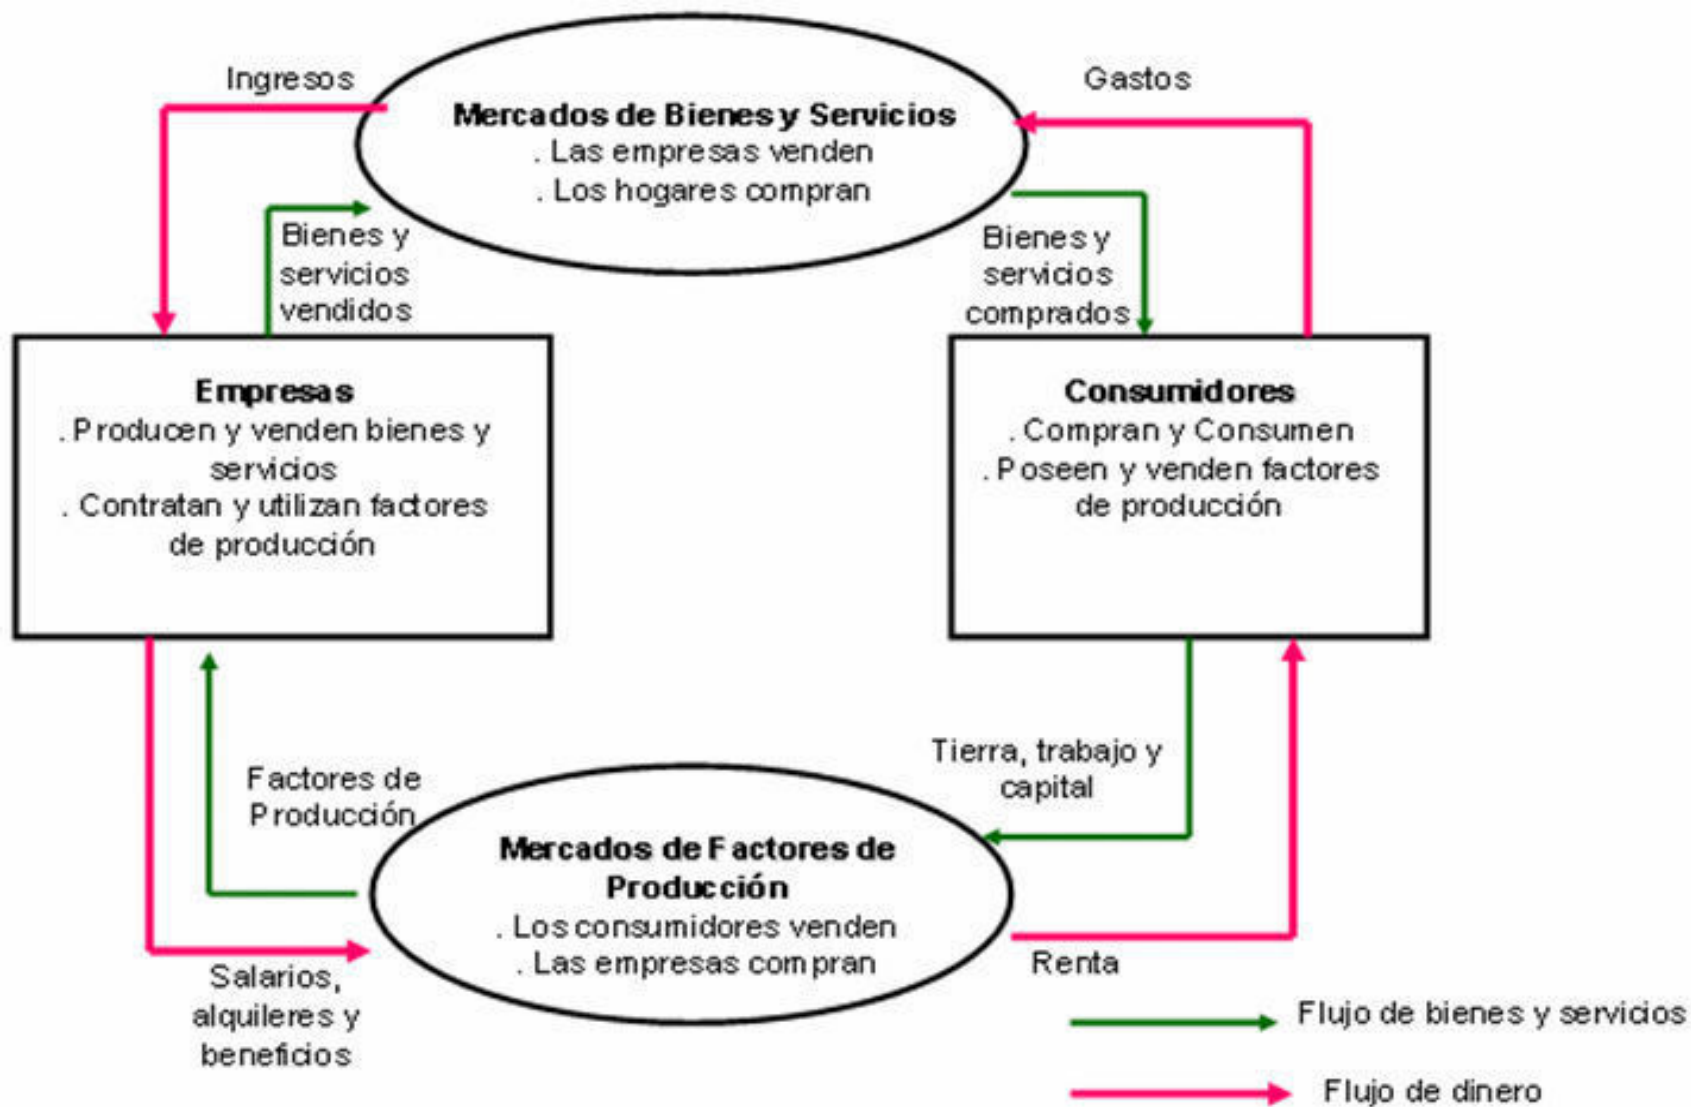 Ingresos
Gastos
Mercados de Bienes y Servicios
. Las empresas venden
. Los hogares compran
Bienes y
servicios
vendidos
Bienes y
servicios
comprados
Empresas
. Producen y venden bienes y
servicios
. Contratan y utilizan factores
de producción
Consumidores
. Compran y Consumen
. Poseen y venden factores
de producción
Factores de
Producción
Tierra, trabajo y
capital
Mercados de Factores de
Producción
. Los consumidores venden
. Las empresas compran
Salarios,
alquileres y
beneficios
Renta
Flujo de bienes y servicios
Flujo de dinero